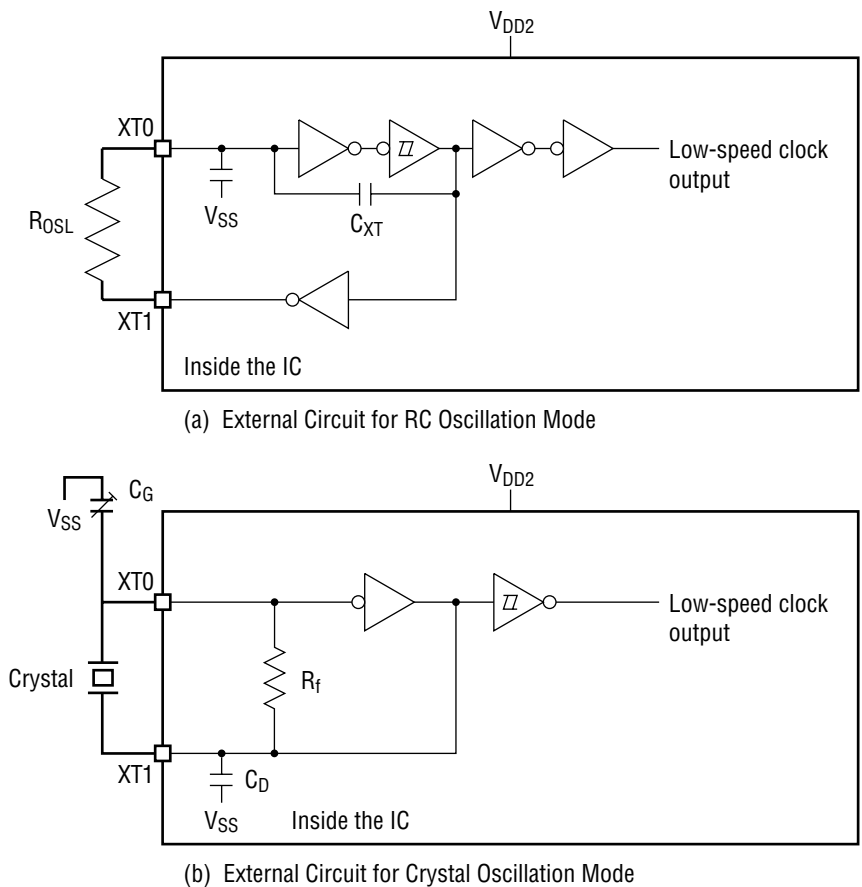 VDD2
XT0
Low-speed clock
output
VSS
CXT
ROSL
XT1
Inside the IC
(a) External Circuit for RC Oscillation Mode
VDD2
CG
VSS
XT0
Low-speed clock
output
Crystal
Rf
XT1
CD
VSS
Inside the IC
(b) External Circuit for Crystal Oscillation Mode